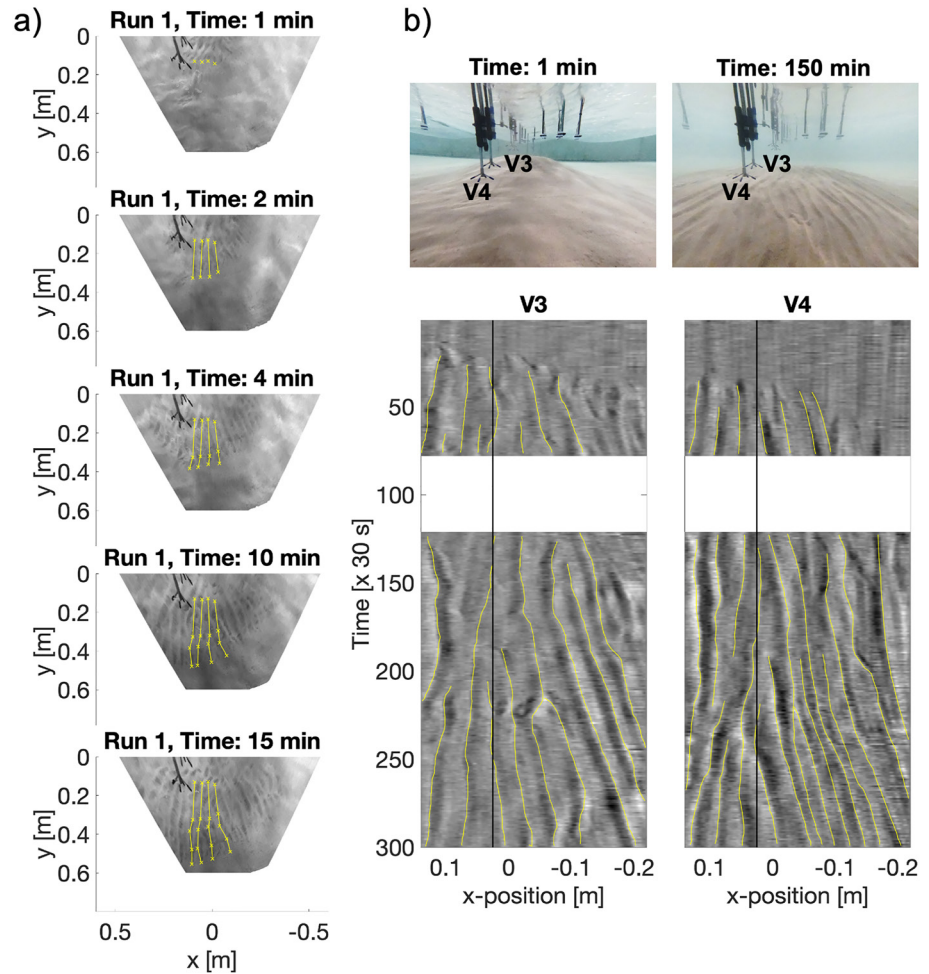 a)
Run 1, Time: 1 min
0
0.2
0.4
0.6
y [m]
Run 1, Time: 2 min
0
0.2
0.4
0.6
y [m]
Run 1, Time: 4 min
0
0.2
0.4
0.6
y [m]
Run 1, Time: 10 min
0
0.2
0.4
0.6
y [m]
Run 1, Time: 15 min
0
0.2
0.4
0.6
y [m]
0.5 0 -0.5
x [m]
b)
Time: 1 min
V3
V4
Time: 150 min
V3
V4
V3
V4
50
100
150
200
250
300
Time [x 30 s]
0.1 0 -0.1 -0.2
x-position [m]
0.1 0 -0.1 -0.2
x-position [m]